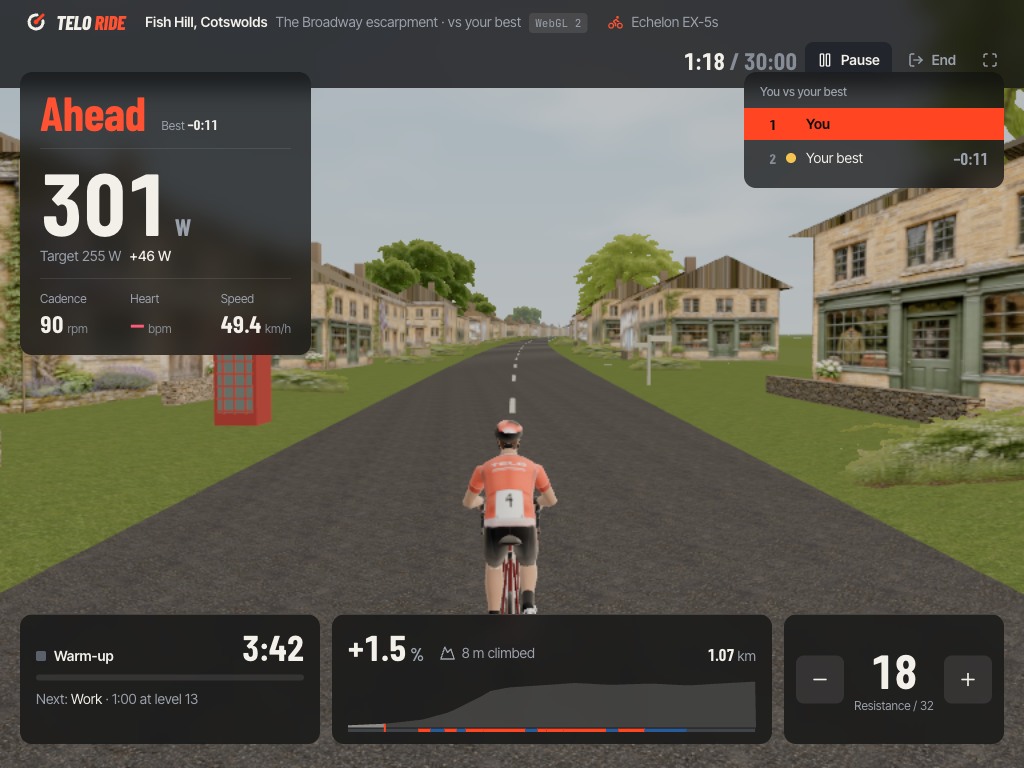 TELO RIDE Fish Hill, Cotswolds The Broadway escarpment · vs your best WebGL 2 Echelon EX-5s
1:18 / 30:00 Pause End
Ahead Best −0:11
301 W
Target 255 W +46 W
Cadence Heart Speed
90 rpm — bpm 49.4 km/h
You vs your best
1 You
2 Your best −0:11
TELO
4
Warm-up 3:42
Next: Work · 1:00 at level 13
+1.5 % 8 m climbed 1.07 km
− 18 +
Resistance / 32